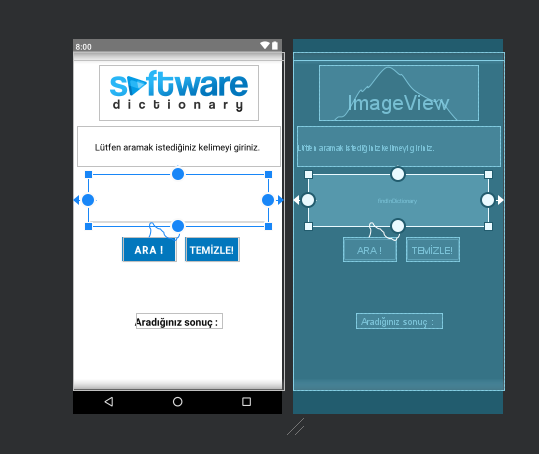 8:00
software
dictionary
Lütfen aramak istediğiniz kelimeyi giriniz.
ARA !
TEMİZLE!
Aradığınız sonuç :
ImageView
Lütfen aramak istediğiniz kelimeyi giriniz.
ARA !
TEMİZLE!
Aradığınız sonuç :